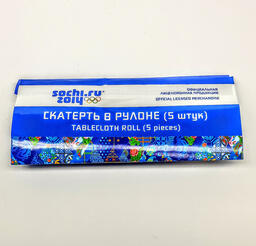 sochi.ru
2014
ОФИЦИАЛЬНАЯ
ЛИЦЕНЗИОННАЯ ПРОДУКЦИЯ
OFFICIAL LICENSED MERCHANDISE
СКАТЕРТЬ В РУЛОНЕ (5 штук)
TABLECLOTH ROLL (5 pieces)